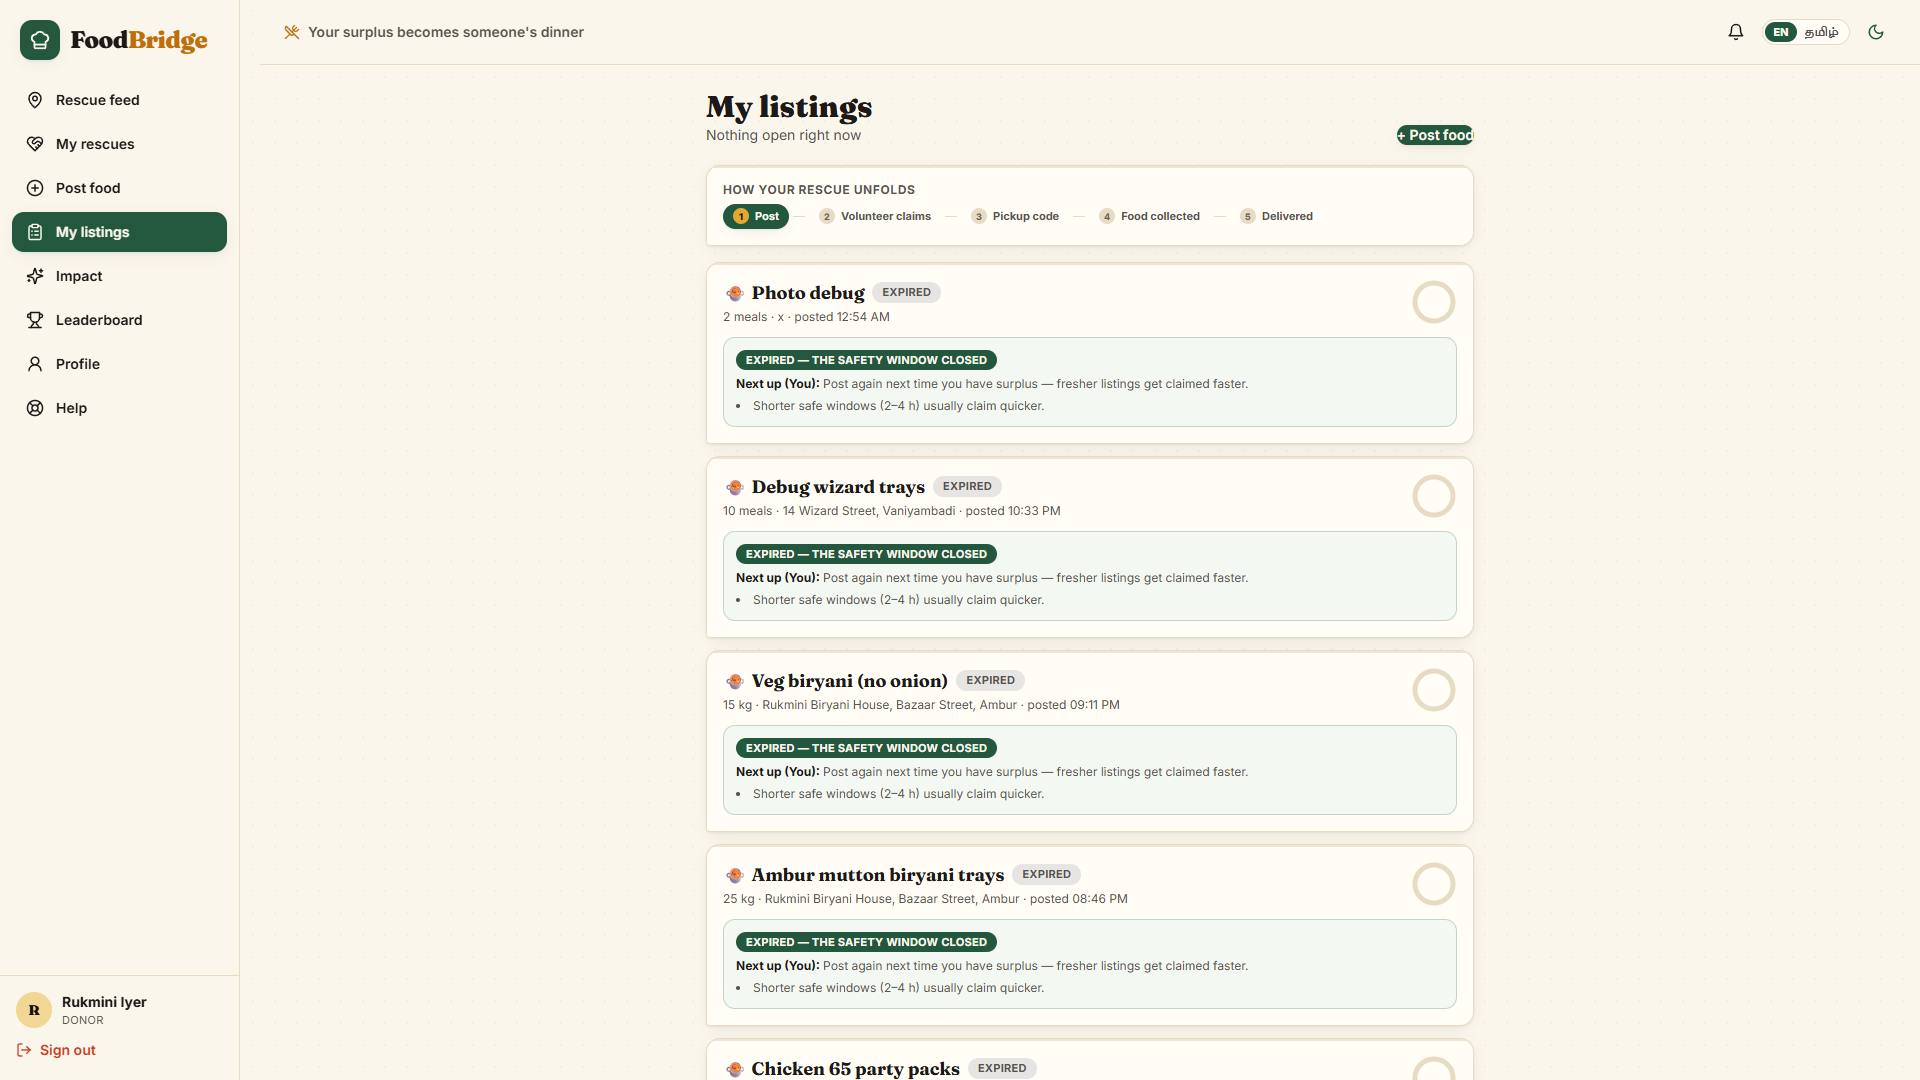 FoodBridge
Rescue feed
My rescues
Post food
My listings
Impact
Leaderboard
Profile
Help
R
Rukmini Iyer
DONOR
Sign out
Your surplus becomes someone's dinner
EN
தமிழ்
My listings
Nothing open right now
+ Post food
HOW YOUR RESCUE UNFOLDS
1 Post
2 Volunteer claims
3 Pickup code
4 Food collected
5 Delivered
Photo debug EXPIRED
2 meals · x · posted 12:54 AM
EXPIRED — THE SAFETY WINDOW CLOSED
Next up (You): Post again next time you have surplus — fresher listings get claimed faster.
• Shorter safe windows (2–4 h) usually claim quicker.
Debug wizard trays EXPIRED
10 meals · 14 Wizard Street, Vaniyambadi · posted 10:33 PM
EXPIRED — THE SAFETY WINDOW CLOSED
Next up (You): Post again next time you have surplus — fresher listings get claimed faster.
• Shorter safe windows (2–4 h) usually claim quicker.
Veg biryani (no onion) EXPIRED
15 kg · Rukmini Biryani House, Bazaar Street, Ambur · posted 09:11 PM
EXPIRED — THE SAFETY WINDOW CLOSED
Next up (You): Post again next time you have surplus — fresher listings get claimed faster.
• Shorter safe windows (2–4 h) usually claim quicker.
Ambur mutton biryani trays EXPIRED
25 kg · Rukmini Biryani House, Bazaar Street, Ambur · posted 08:46 PM
EXPIRED — THE SAFETY WINDOW CLOSED
Next up (You): Post again next time you have surplus — fresher listings get claimed faster.
• Shorter safe windows (2–4 h) usually claim quicker.
Chicken 65 party packs EXPIRED